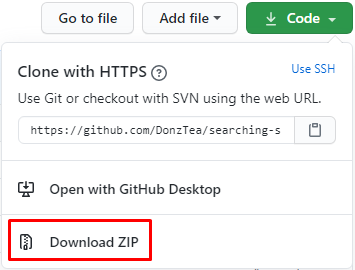 Go to file Add file Code
Clone with HTTPS ? Use SSH
Use Git or checkout with SVN using the web URL.
https://github.com/DonzTea/searching-s
Open with GitHub Desktop
Download ZIP